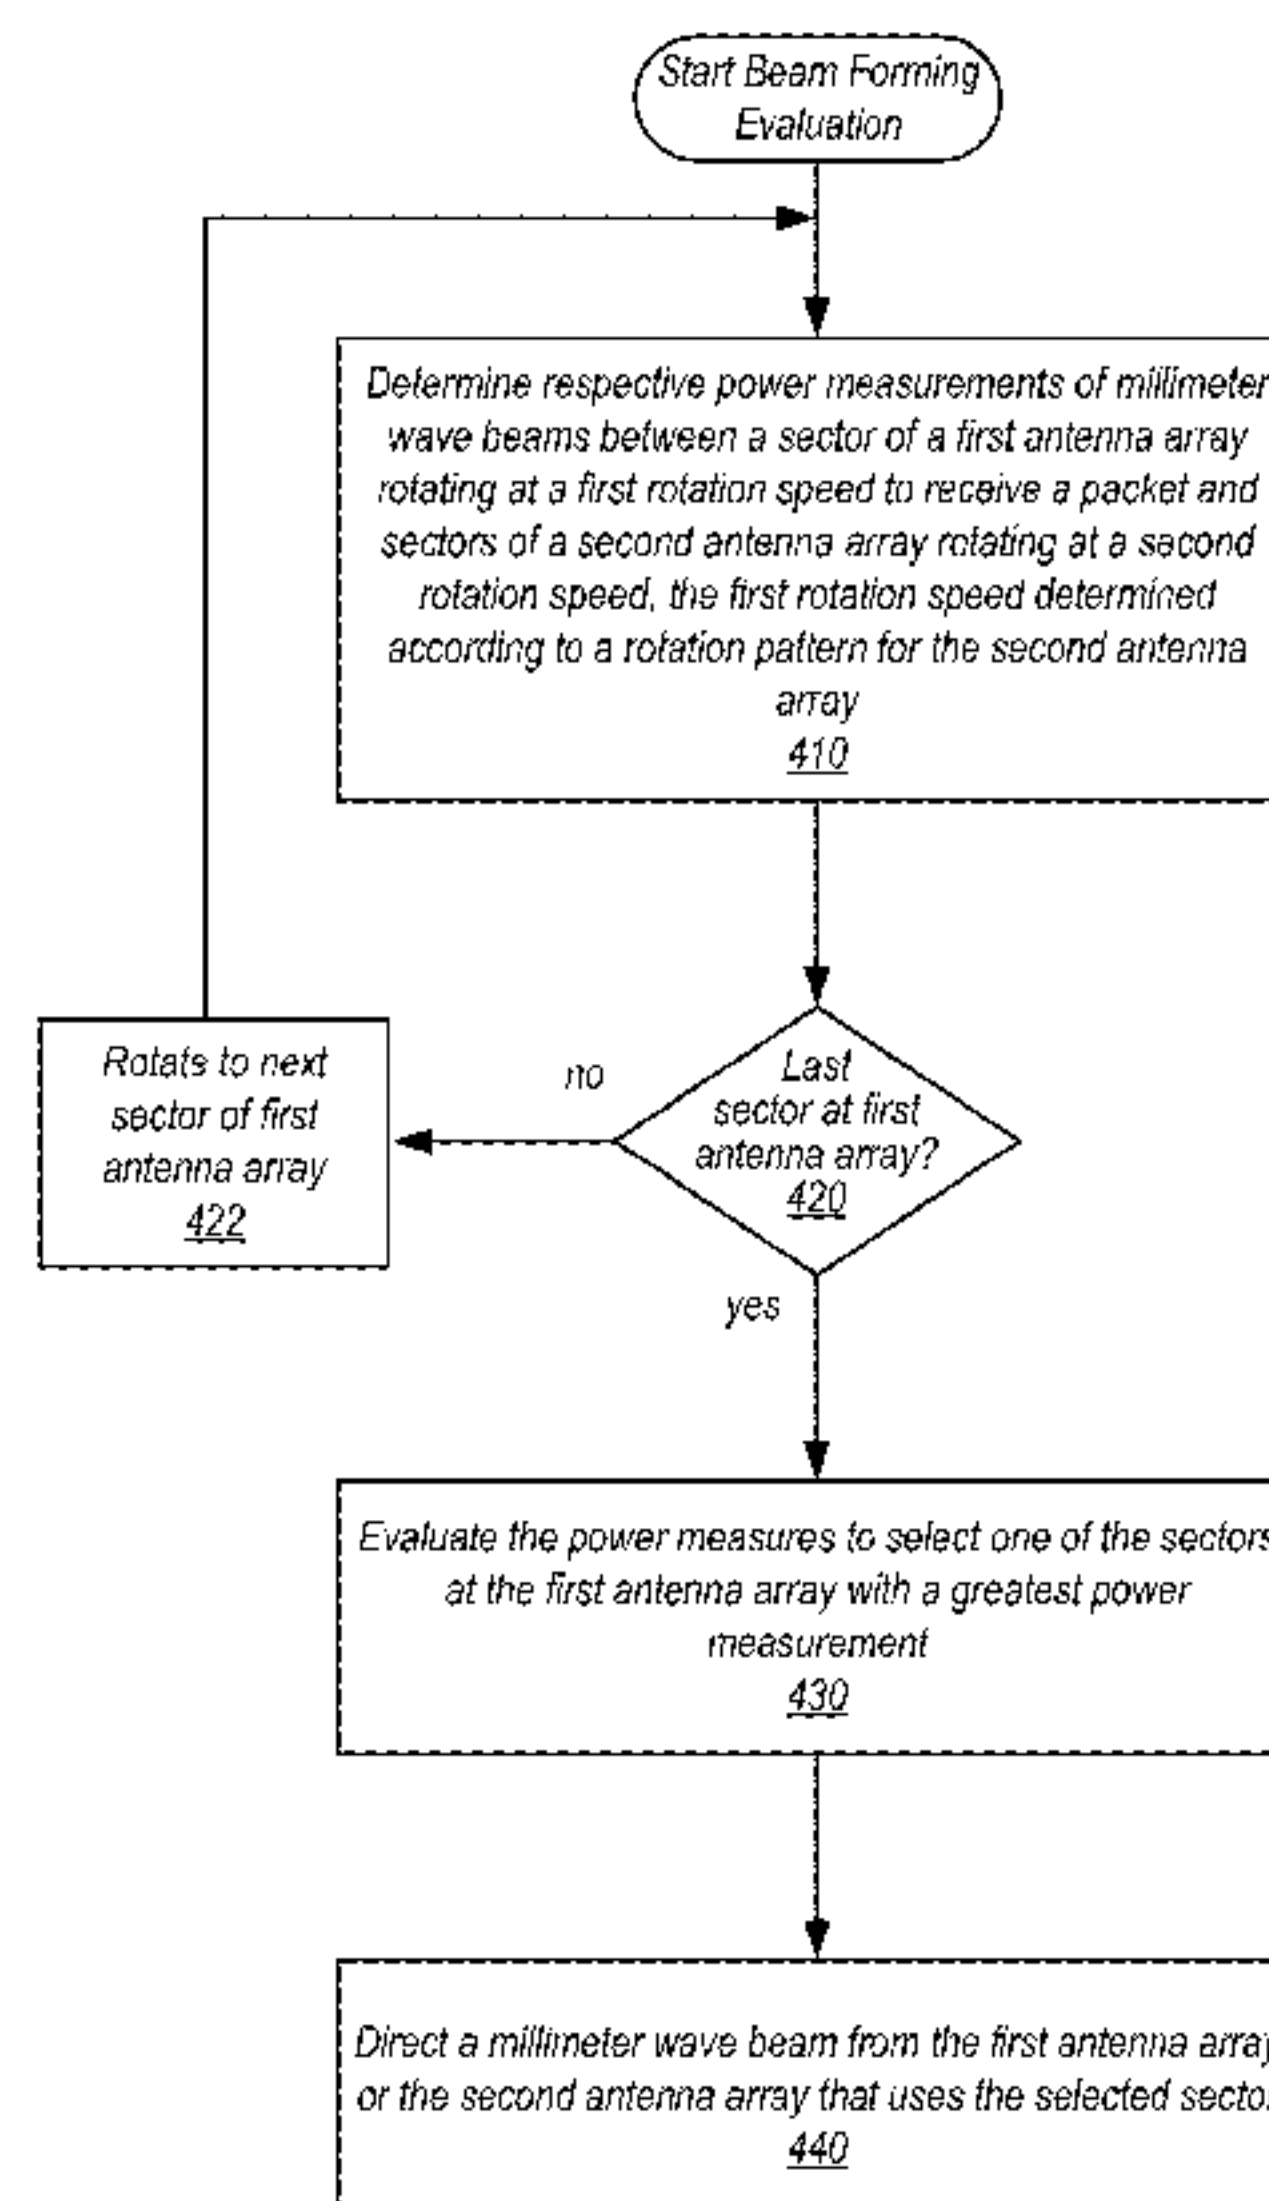 Start Beam Forming
Evaluation
Determine respective power measurements of millimeter
wave beams between a sector of a first antenna array
rotating at a first rotation speed to receive a packet and
sectors of a second antenna array rotating at a second
rotation speed, the first rotation speed determined
according to a rotation pattern for the second antenna
array
410
Last
sector at first
antenna array?
420
no
Rotate to next
sector of first
antenna array
422
yes
Evaluate the power measures to select one of the sectors
at the first antenna array with a greatest power
measurement
430
Direct a millimeter wave beam from the first antenna array
or the second antenna array that uses the selected sector
440